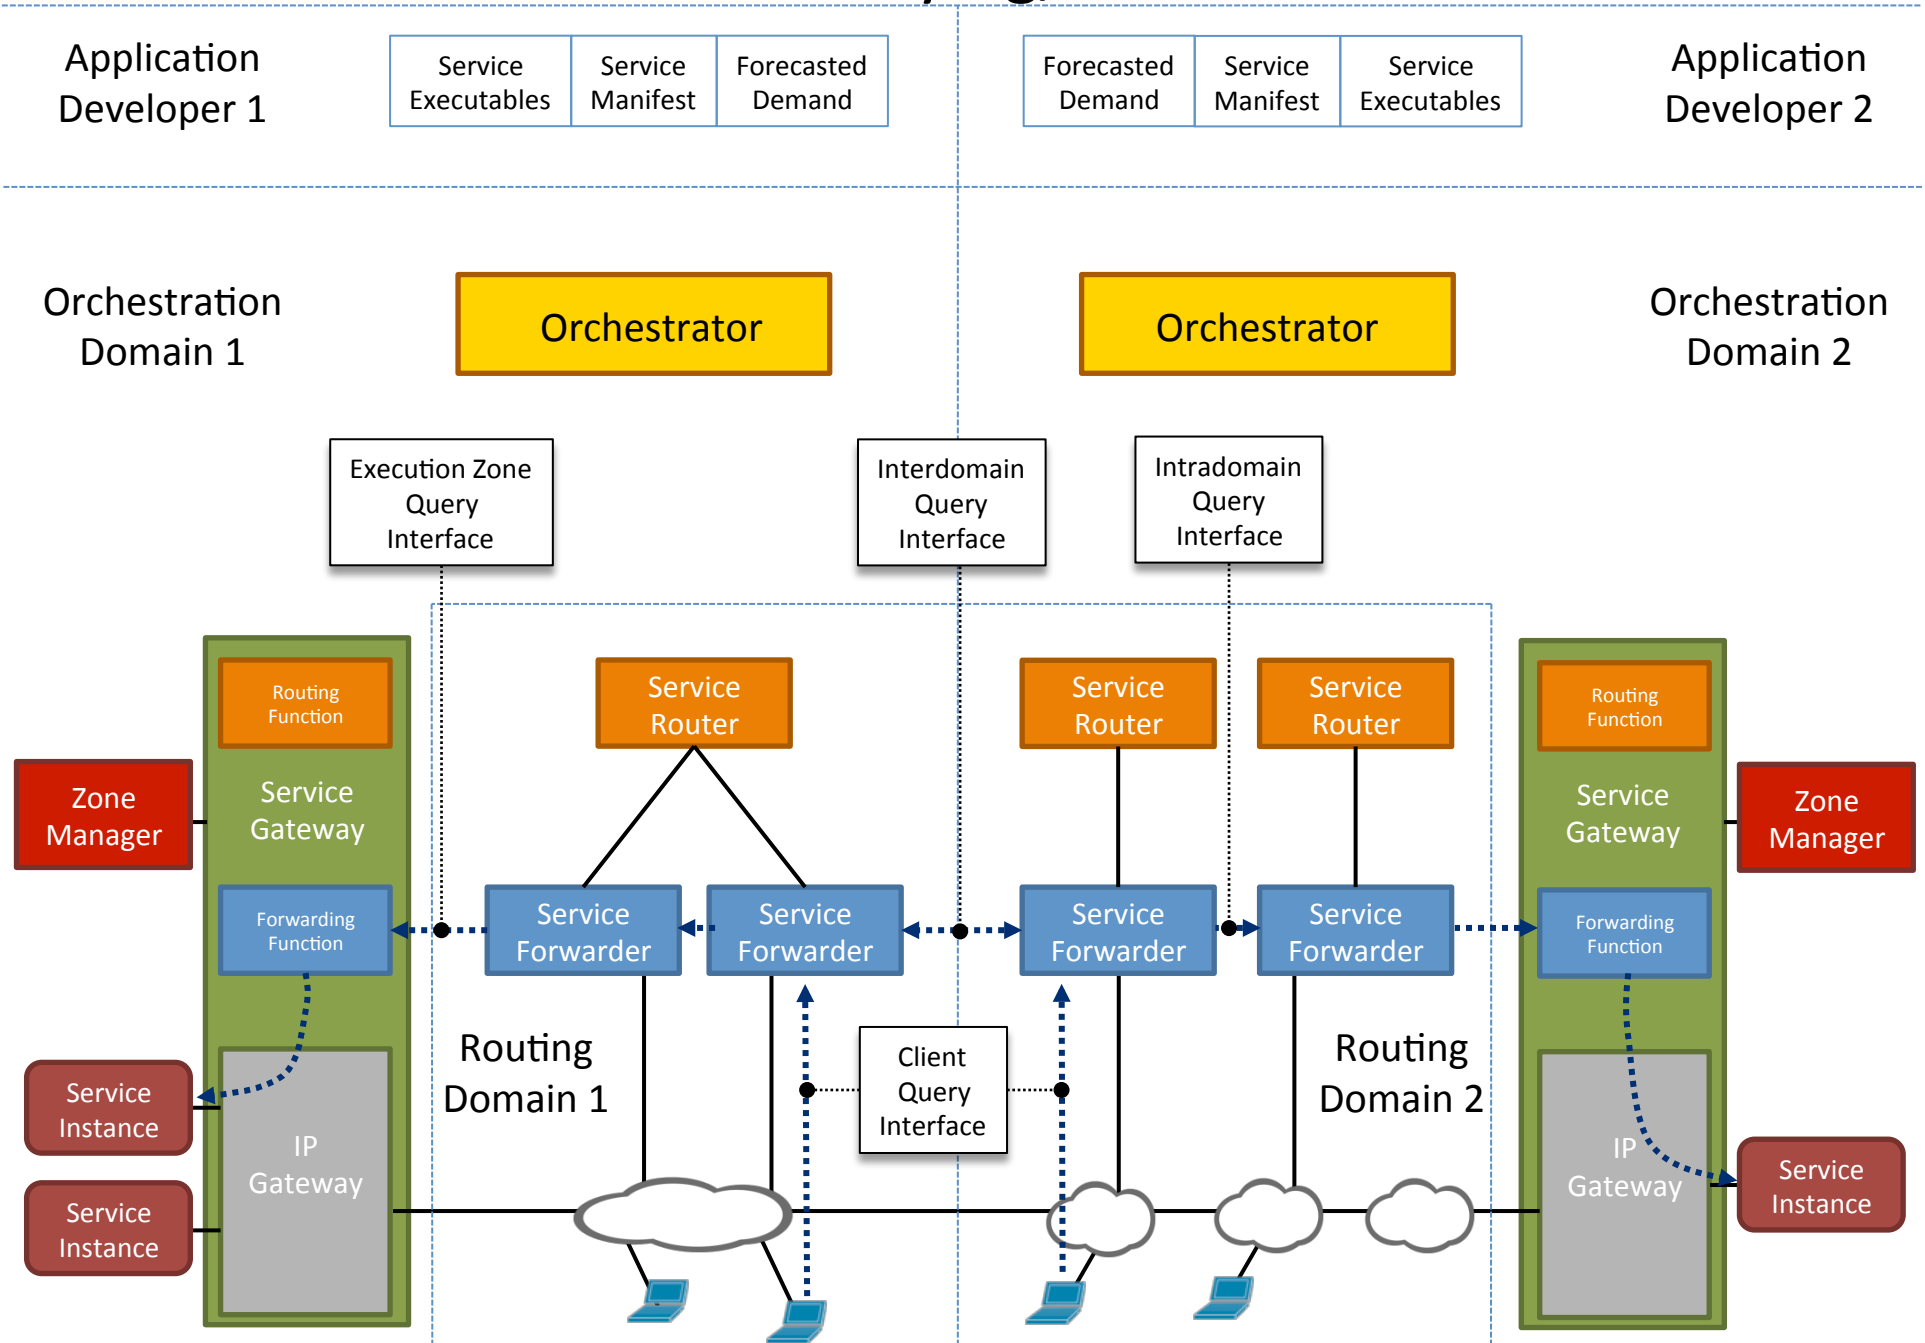 Application
Developer 1
Service
Executables
Service
Manifest
Forecasted
Demand
Forecasted
Demand
Service
Manifest
Service
Executables
Application
Developer 2
Orchestration
Domain 1
Orchestrator
Orchestrator
Orchestration
Domain 2
Execution Zone
Query
Interface
Interdomain
Query
Interface
Intradomain
Query
Interface
Routing
Function
Service
Router
Service
Router
Service
Router
Routing
Function
Zone
Manager
Service
Gateway
Service
Gateway
Zone
Manager
Forwarding
Function
Service
Forwarder
Service
Forwarder
Service
Forwarder
Service
Forwarder
Forwarding
Function
Routing
Domain 1
Client
Query
Interface
Routing
Domain 2
Service
Instance
IP
Gateway
IP
Gateway
Service
Instance
Service
Instance